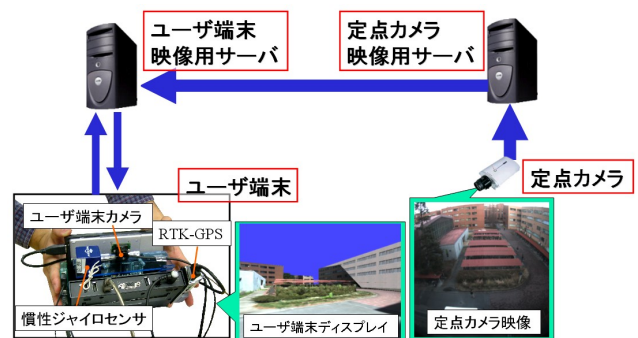 ユーザ端末
映像用サーバ
定点カメラ
映像用サーバ
ユーザ端末
定点カメラ
ユーザ端末カメラ
RTK-GPS
慣性ジャイロセンサ
ユーザ端末ディスプレイ
定点カメラ映像